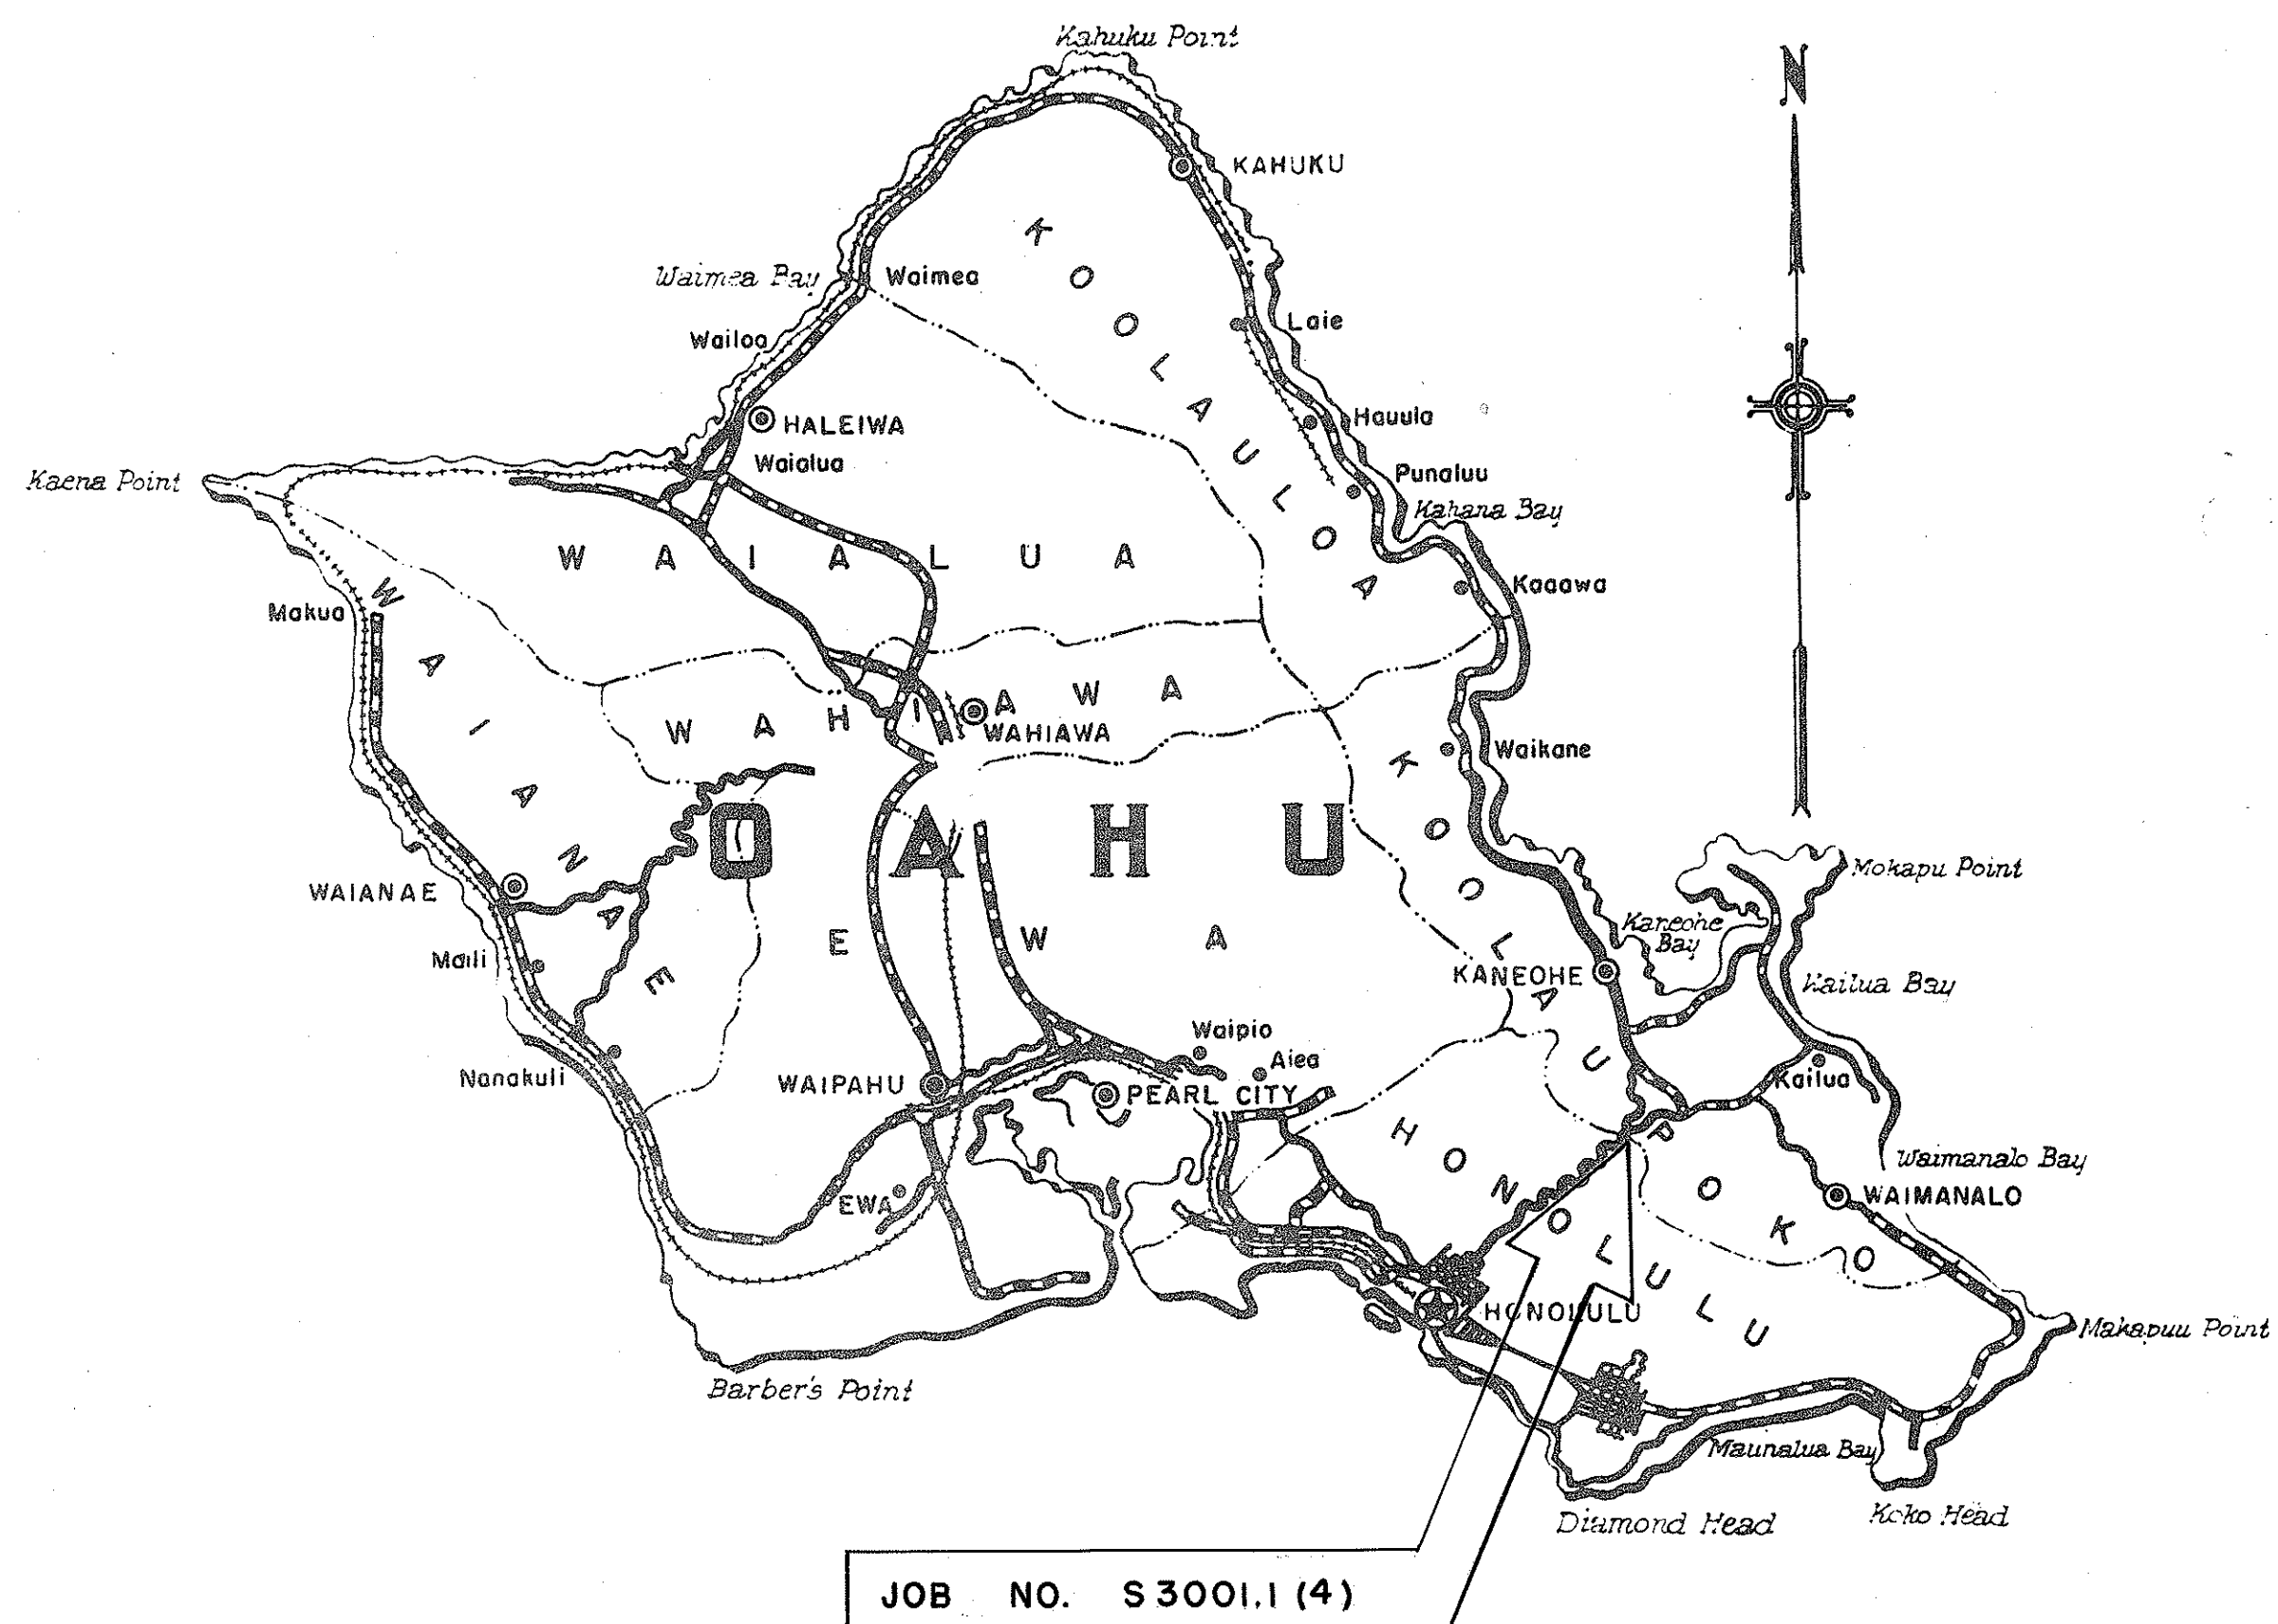 Kahuku Point
N
KAHUKU
KOOLAULOA
Waimea Bay
Waimea
Laie
Wailoa
Hauula
HALEIWA
Waialua
Punaluu
Kaena Point
Kahana Bay
WAIALUA
Kaaawa
Makua
WAIANAE
WAHIAWA
WAHIAWA
Waikane
KOOLAUPOKO
OAHU
Mokapu Point
WAIANAE
Kaneohe
Bay
EWA
Maili
KANEOHE
Kailua Bay
Waipio
Aiea
Nanakuli
WAIPAHU
Kailua
PEARL CITY
HONOLULU
Waimanalo Bay
WAIMANALO
EWA
HONOLULU
Makapuu Point
Barber's Point
Maunalua Bay
Diamond Head
Koko Head
JOB NO. S3001.1 (4)